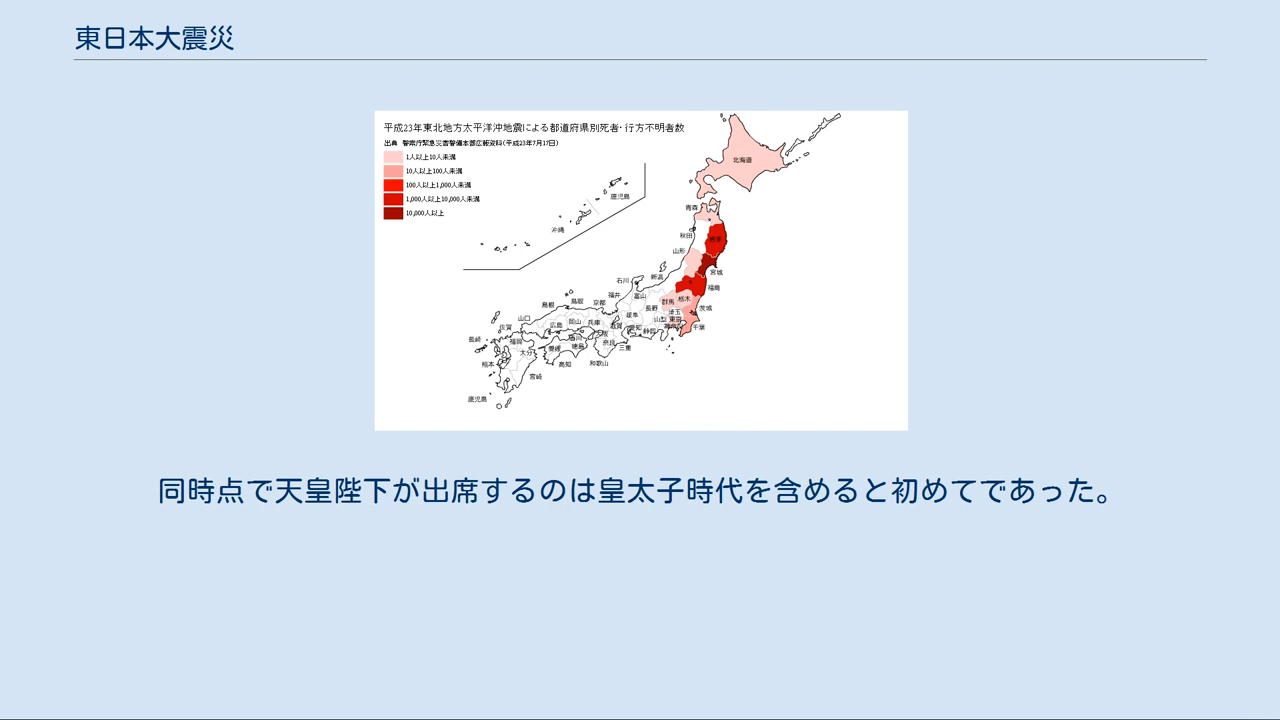 東日本大震災
平成23年東北地方太平洋沖地震による都道府県別死者・行方不明者数
出典 警察庁緊急災害警備本部広報資料(平成23年7月17日)
1人以上10人未満
10人以上100人未満
100人以上1,000人未満
1,000人以上10,000人未満
10,000人以上
北海道
鹿児島
沖縄
青森
秋田
岩手
山形
宮城
石川
新潟
福島
福井
富山
群馬
栃木
島根
鳥取
京都
長野
茨城
山口
広島
岡山
兵庫
滋賀
岐阜
埼玉
山梨
東京
佐賀
愛知
静岡
神奈川
千葉
長崎
福岡
香川
大阪
奈良
三重
大分
愛媛
徳島
熊本
高知
和歌山
宮崎
鹿児島
同時点で天皇陛下が出席するのは皇太子時代を含めると初めてであった。